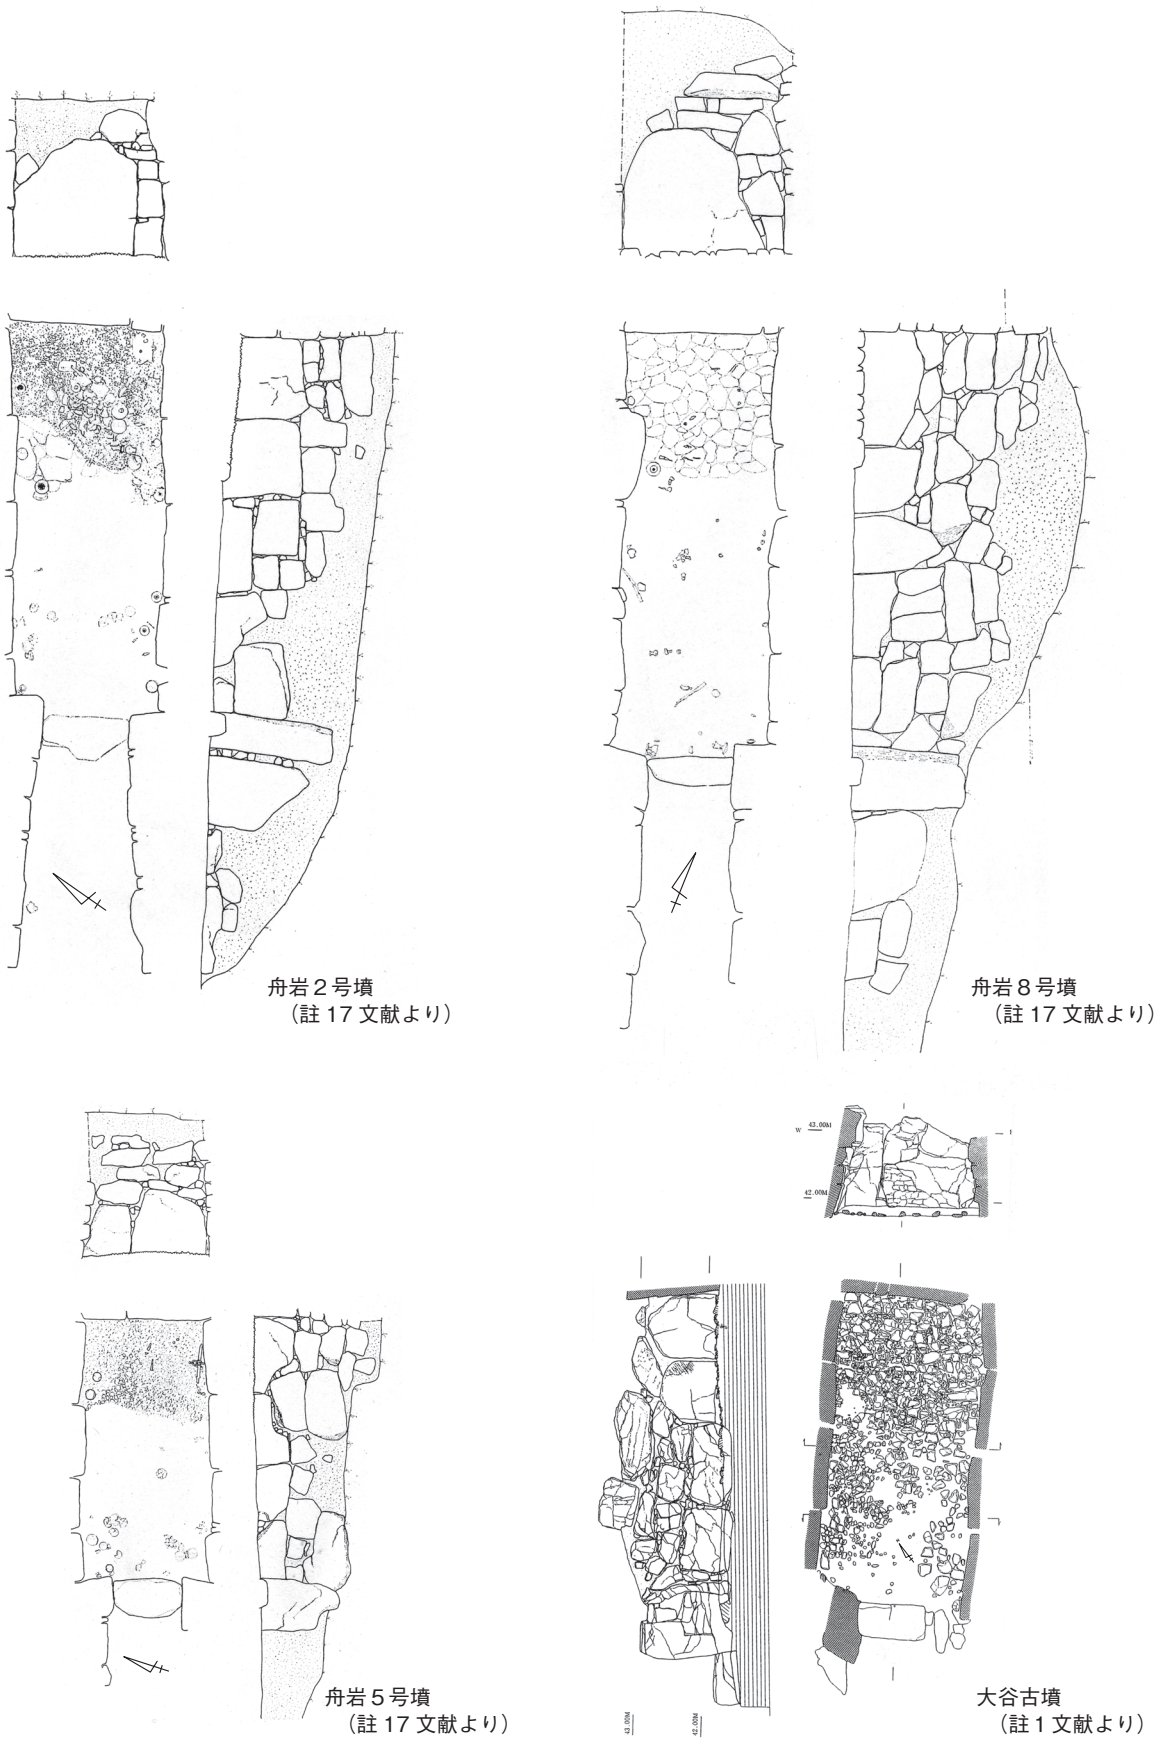 舟岩２号墳
（註 17 文献より）
舟岩８号墳
（註 17 文献より）
W 43.00M
42.00M
舟岩５号墳
（註 17 文献より）
43.00M
42.00M
大谷古墳
（註１文献より）